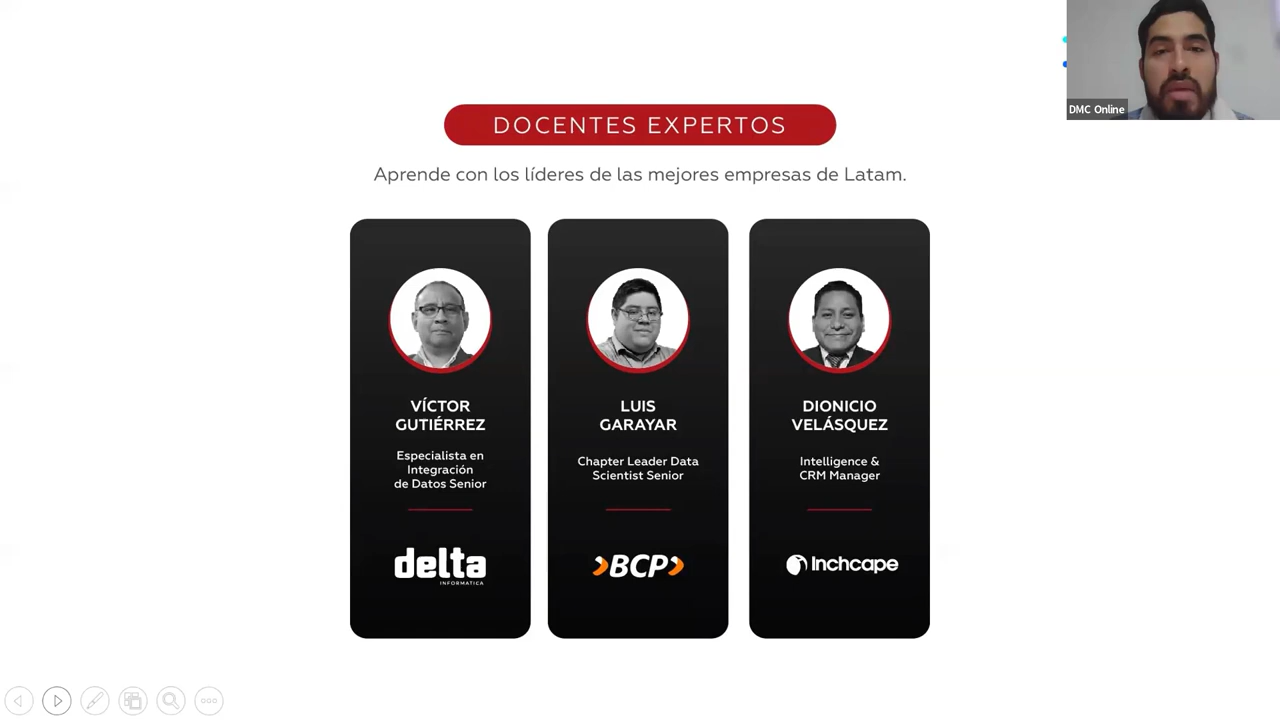 DMC Online
DOCENTES EXPERTOS
Aprende con los líderes de las mejores empresas de Latam.
VÍCTOR
GUTIÉRREZ
Especialista en
Integración
de Datos Senior
delta
INFORMATICA
LUIS
GARAYAR
Chapter Leader Data
Scientist Senior
BCP
DIONICIO
VELÁSQUEZ
Intelligence &
CRM Manager
Inchcape